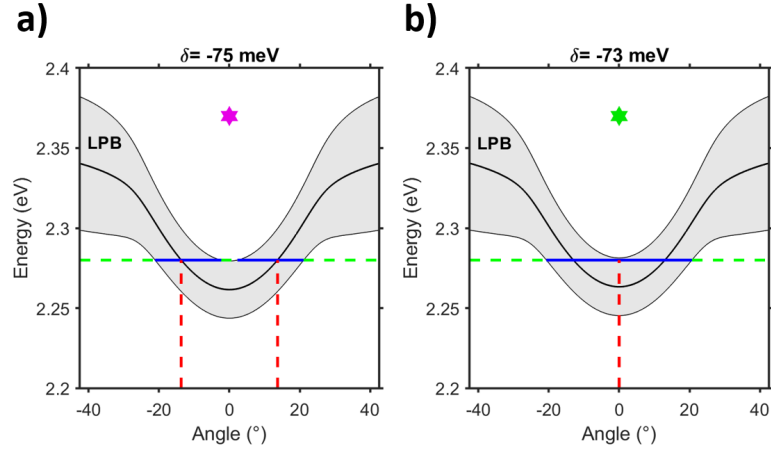 a)
δ= -75 meV
2.4
2.35
2.3
2.25
2.2
Energy (eV)
LPB
-40 -20 0 20 40
Angle (°)
b)
δ= -73 meV
2.4
2.35
2.3
2.25
2.2
Energy (eV)
LPB
-40 -20 0 20 40
Angle (°)